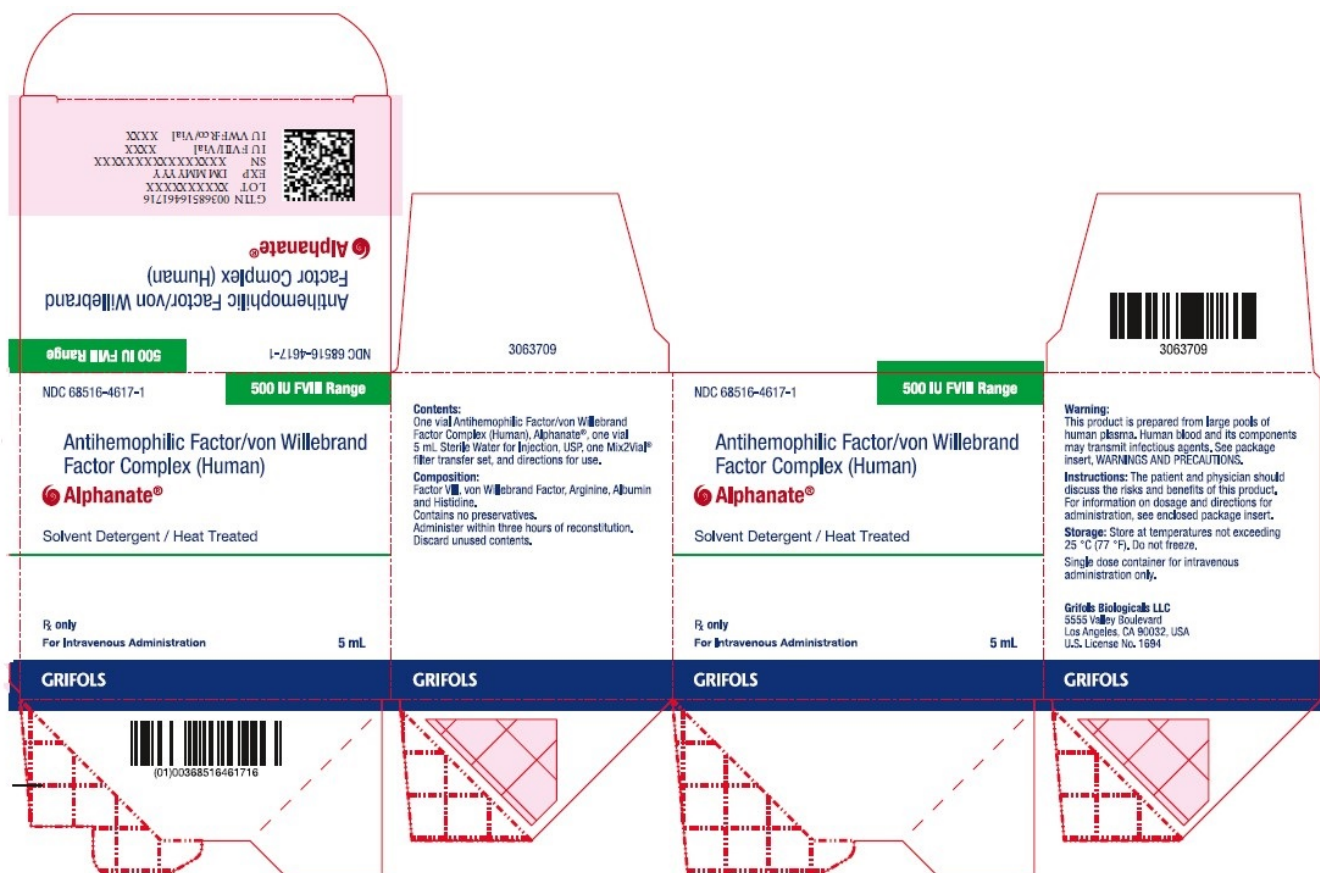 GTIN 00368516461716
LOT XXXXXXXXXX
EXP DM MMYYYY
SN XXXXXXXXXXXXXXXXX
IU FVIII/Vial XXXX
IU VWF:R:co/Vial XXXX
Alphanate®
Antihemophilic Factor/von Willebrand
Factor Complex (Human)
NDC 68516-4617-1
500 IU FVIII Range
NDC 68516-4617-1
500 IU FVIII Range
Antihemophilic Factor/von Willebrand
Factor Complex (Human)
Alphanate®
Solvent Detergent / Heat Treated
℞ only
For Intravenous Administration
5 mL
GRIFOLS
(01)00368516461716
3063709
Contents:
One vial Antihemophilic Factor/von Willebrand
Factor Complex (Human), Alphanate®, one vial
5 mL Sterile Water for Injection, USP, one Mix2Vial®
filter transfer set, and directions for use.
Composition:
Factor VIII, von Willebrand Factor, Arginine, Albumin
and Histidine.
Contains no preservatives.
Administer within three hours of reconstitution.
Discard unused contents.
GRIFOLS
NDC 68516-4617-1
500 IU FVIII Range
Antihemophilic Factor/von Willebrand
Factor Complex (Human)
Alphanate®
Solvent Detergent / Heat Treated
℞ only
For Intravenous Administration
5 mL
GRIFOLS
3063709
Warning:
This product is prepared from large pools of
human plasma. Human blood and its components
may transmit infectious agents. See package
insert, WARNINGS AND PRECAUTIONS.
Instructions: The patient and physician should
discuss the risks and benefits of this product.
For information on dosage and directions for
administration, see enclosed package insert.
Storage: Store at temperatures not exceeding
25 °C (77 °F). Do not freeze.
Single dose container for intravenous
administration only.
Grifols Biologicals LLC
5555 Valley Boulevard
Los Angeles, CA 90032, USA
U.S. License No. 1694
GRIFOLS